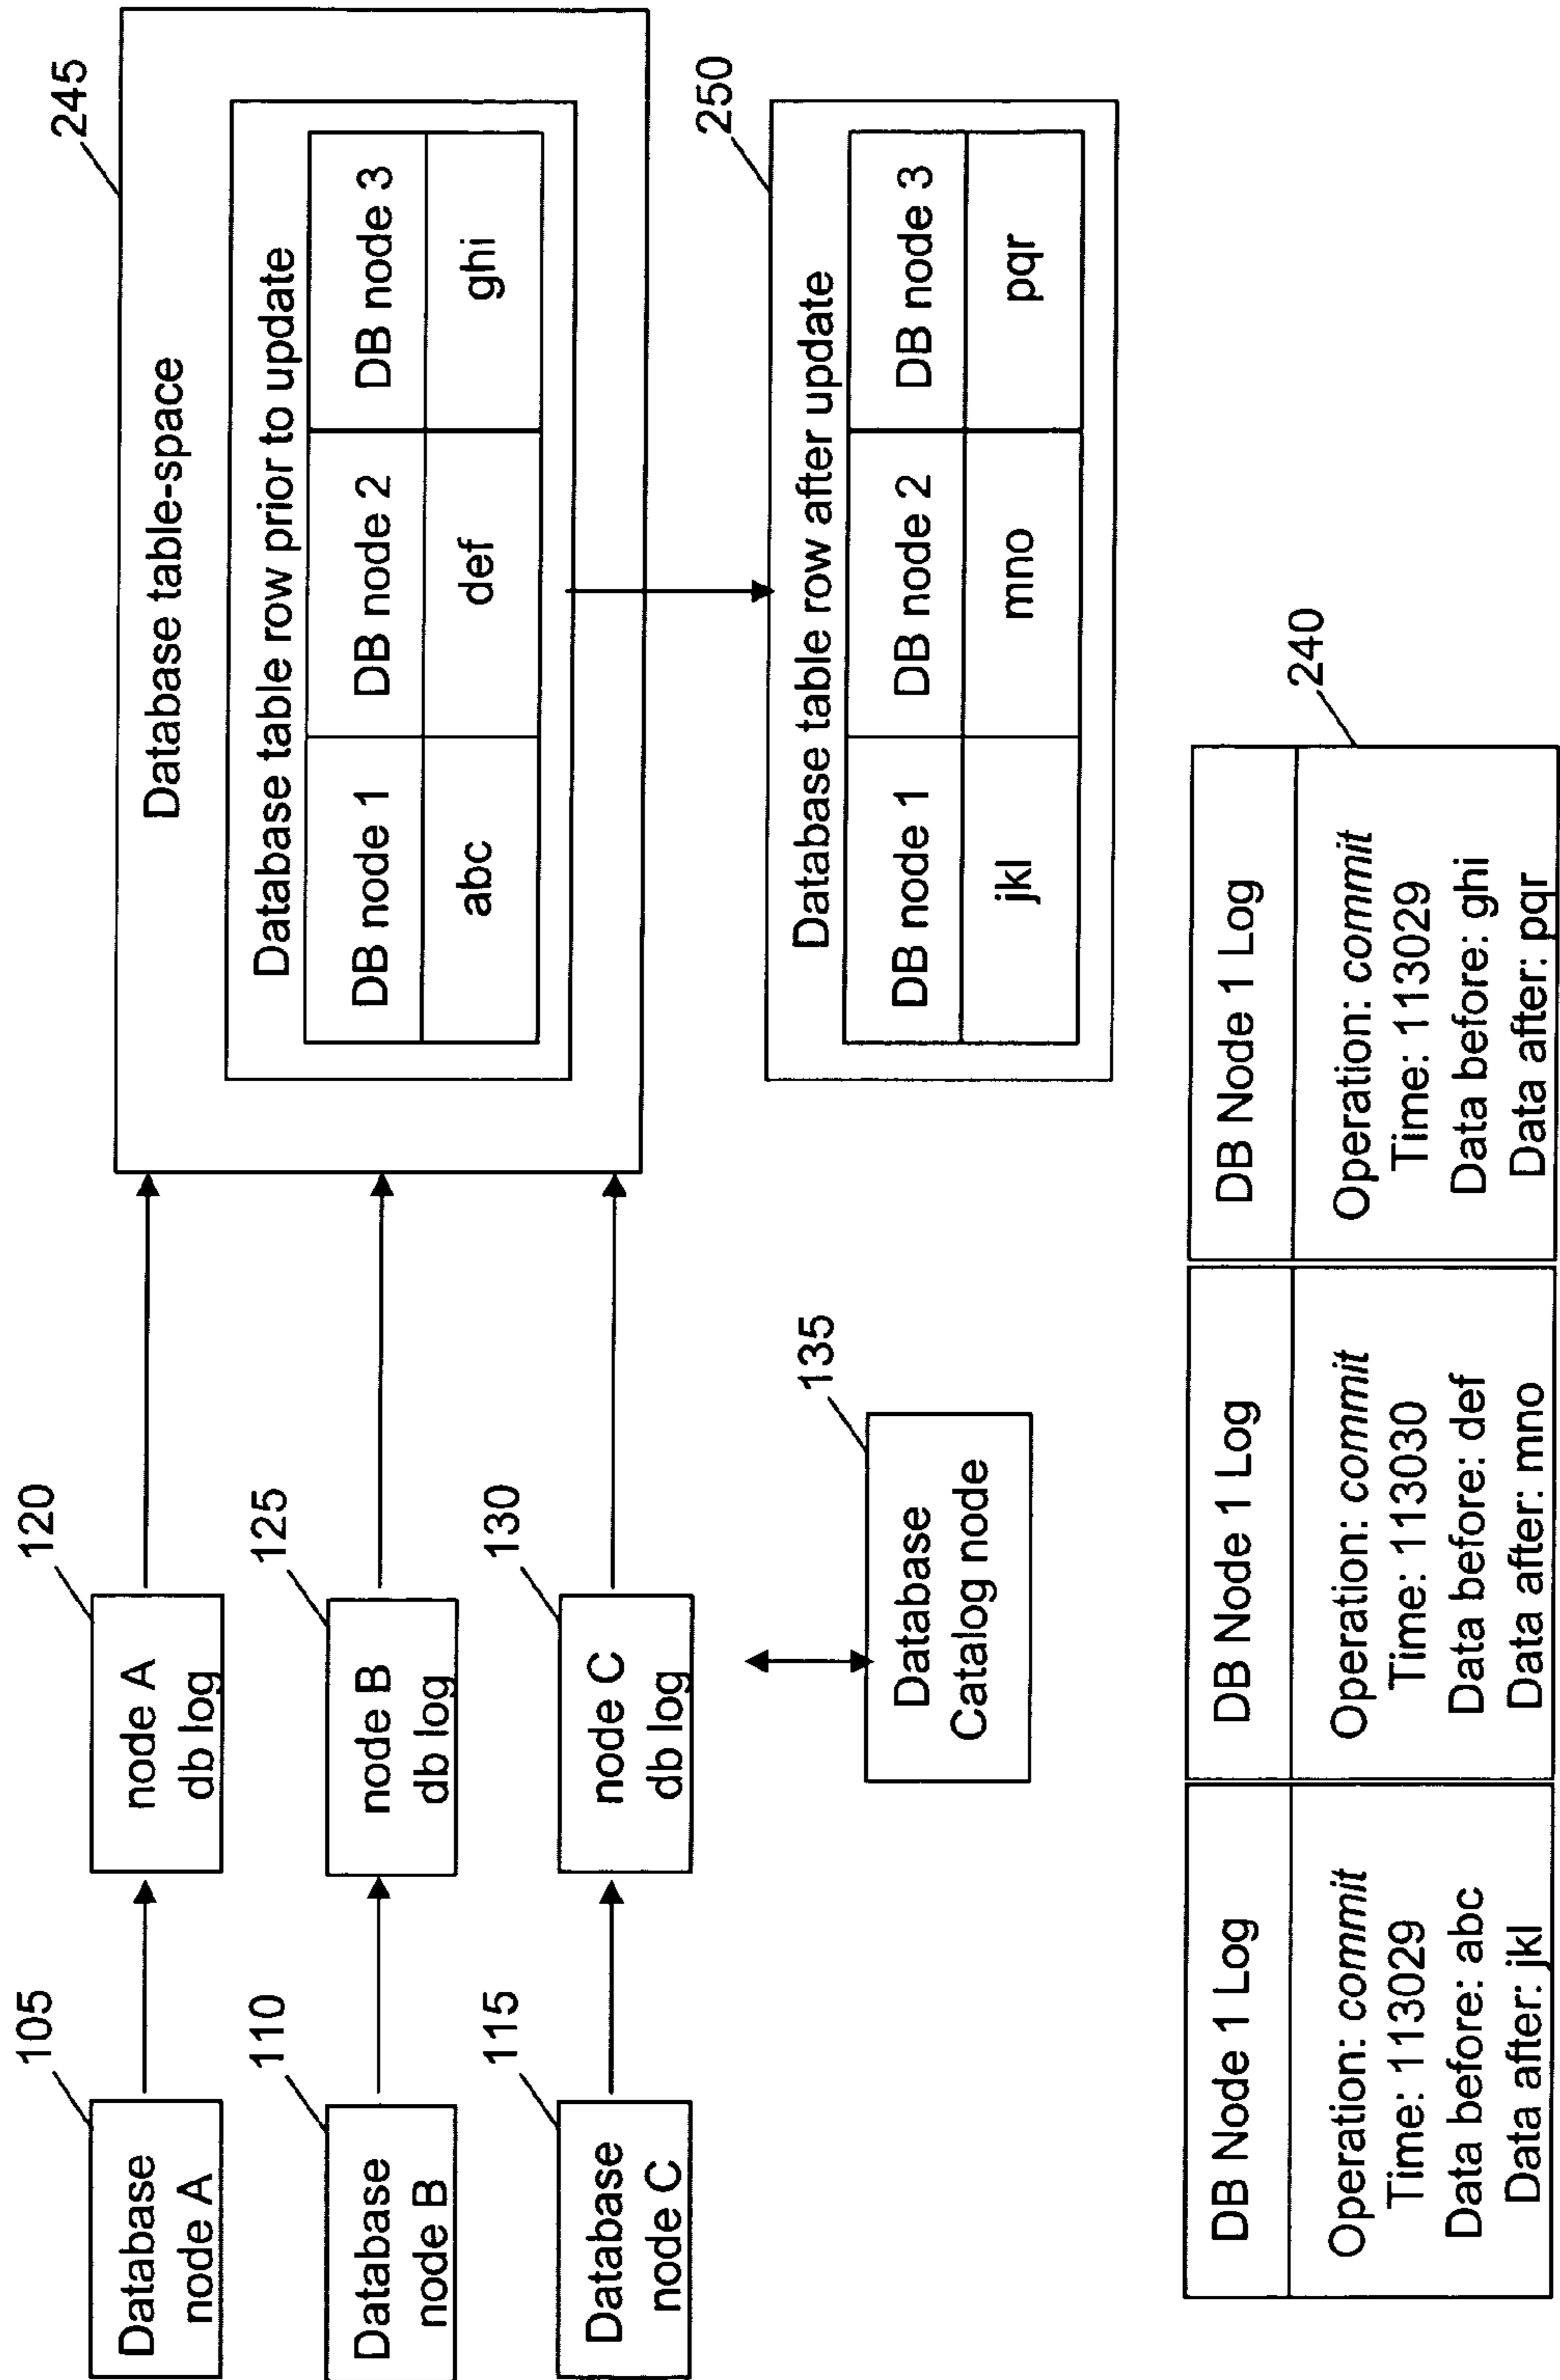 105
Database
node A
120
node A
db log
110
Database
node B
125
node B
db log
115
Database
node C
130
node C
db log
135
Database
Catalog node
245
Database table-space
Database table row prior to update
DB node 1 DB node 2 DB node 3
abc def ghi
250
Database table row after update
DB node 1 DB node 2 DB node 3
jkl mno pqr
240
DB Node 1 Log
Operation: commit
Time: 113029
Data before: abc
Data after: jkl
DB Node 1 Log
Operation: commit
Time: 113030
Data before: def
Data after: mno
DB Node 1 Log
Operation: commit
Time: 113029
Data before: ghi
Data after: pqr